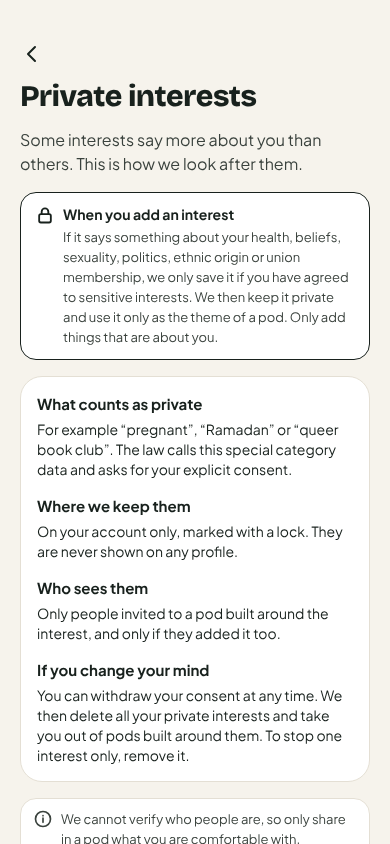 Private interests
Some interests say more about you than
others. This is how we look after them.
When you add an interest
If it says something about your health, beliefs,
sexuality, politics, ethnic origin or union
membership, we only save it if you have agreed
to sensitive interests. We then keep it private
and use it only as the theme of a pod. Only add
things that are about you.
What counts as private
For example “pregnant”, “Ramadan” or “queer
book club”. The law calls this special category
data and asks for your explicit consent.
Where we keep them
On your account only, marked with a lock. They
are never shown on any profile.
Who sees them
Only people invited to a pod built around the
interest, and only if they added it too.
If you change your mind
You can withdraw your consent at any time. We
then delete all your private interests and take
you out of pods built around them. To stop one
interest only, remove it.
We cannot verify who people are, so only share
in a pod what you are comfortable with.